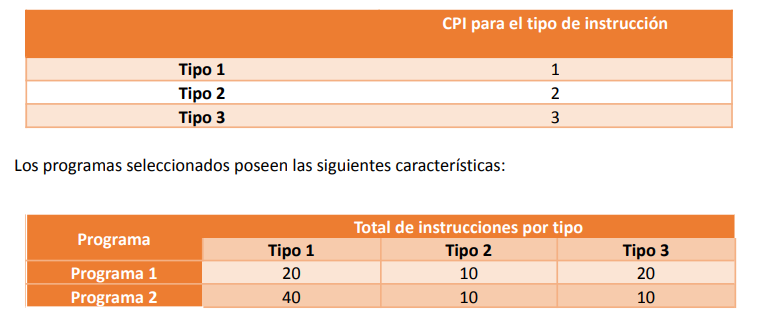 CPI para el tipo de instrucción
Tipo 1 1
Tipo 2 2
Tipo 3 3
Los programas seleccionados poseen las siguientes características:
Programa Total de instrucciones por tipo
Tipo 1 Tipo 2 Tipo 3
Programa 1 20 10 20
Programa 2 40 10 10